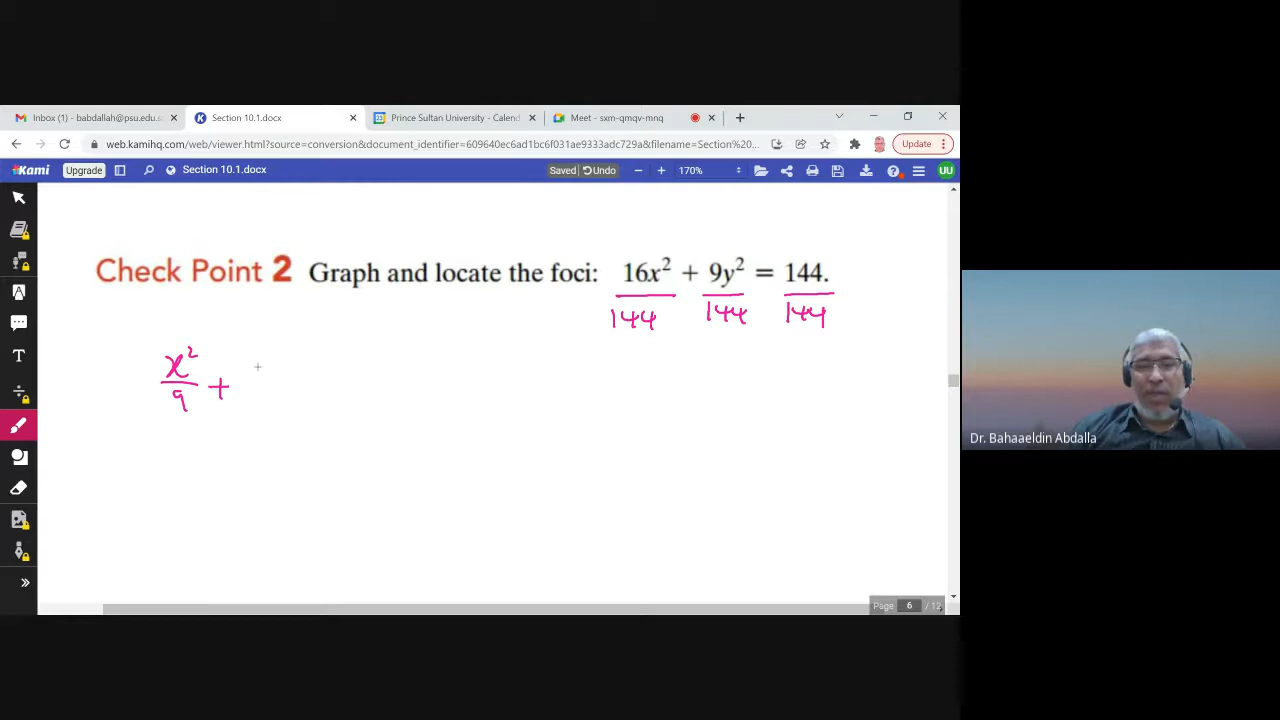 Inbox (1) - babdallah@psu.edu.s
Section 10.1.docx
Prince Sultan University - Calend
Meet - sxm-qmqv-mnq
web.kamihq.com/web/viewer.html?source=conversion&document_identifier=609640ec6ad1bc6f031ae9333adc729a&filename=Section%20...
Update
Kami
Upgrade
Section 10.1.docx
Saved
Undo
170%
UU
Check Point 2 Graph and locate the foci: 16x² + 9y² = 144.
144 144 144
x²/9 +
Dr. Bahaaeldin Abdalla
Page 6 / 12